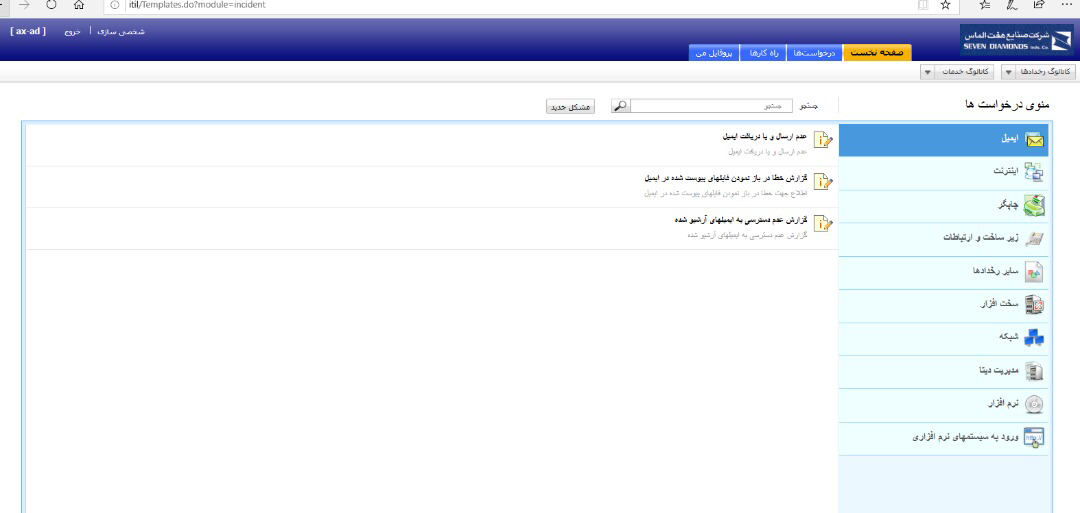 itil/Templates.do?module=incident
شرکت صنایع هفت الماس
SEVEN DIAMONDS Inds. Co.
شخصی سازی | خروج [ ax-ad ]
صفحه نخست
درخواست‌ها
راه کارها
پروفایل من
کاتالوگ رخدادها
کاتالوگ خدمات
منوی درخواست ها
جستجو
جستجو
مشکل جدید
ایمیل
اینترنت
چاپگر
زیر ساخت و ارتباطات
سایر رخدادها
سخت افزار
شبکه
مدیریت دیتا
نرم افزار
ورود به سیستمهای نرم افزاری
عدم ارسال و یا دریافت ایمیل
عدم ارسال و یا دریافت ایمیل
گزارش خطا در باز نمودن فایلهای پیوست شده در ایمیل
اطلاع جهت خطا در باز نمودن فایلهای پیوست شده در ایمیل
گزارش عدم دسترسی به ایمیلهای آرشیو شده
گزارش عدم دسترسی به ایمیلهای آرشیو شده